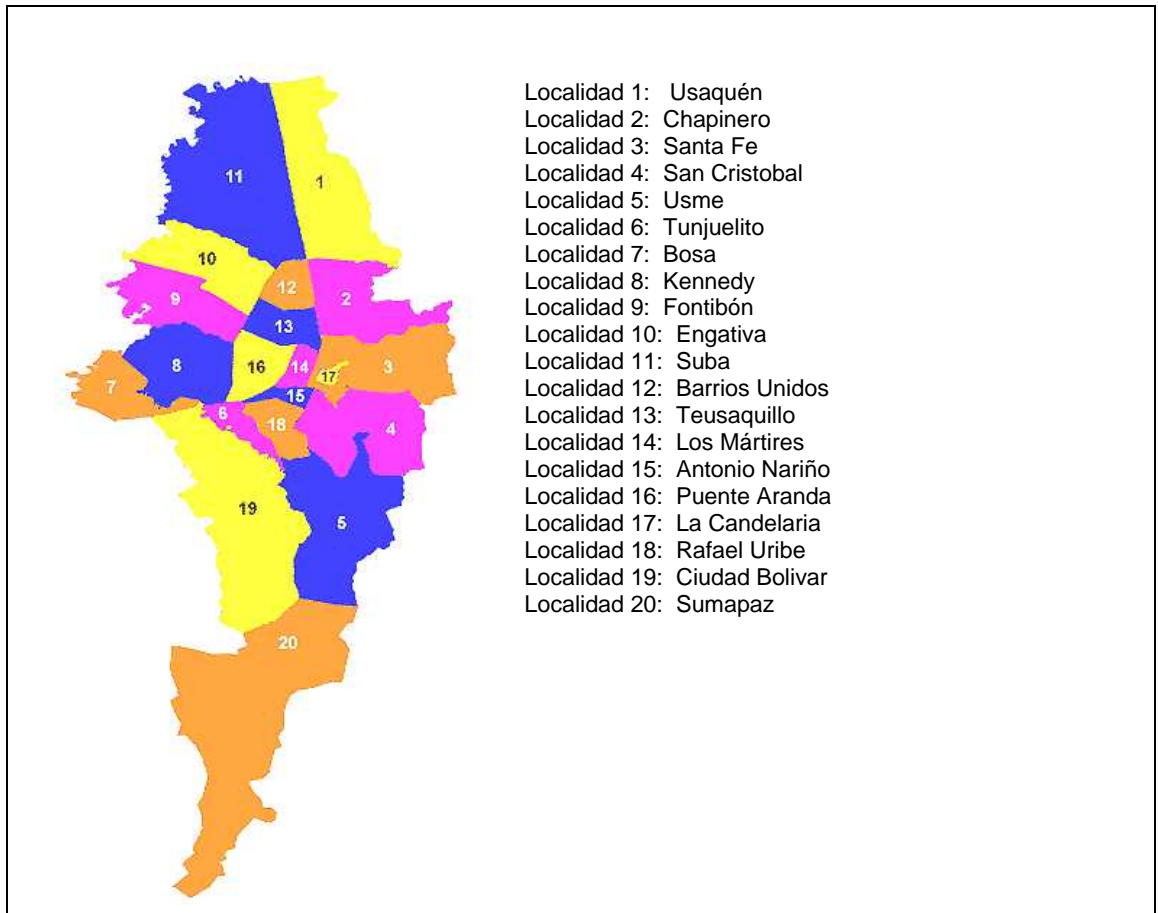 Localidad 1: Usaquén
Localidad 2: Chapinero
Localidad 3: Santa Fe
Localidad 4: San Cristobal
Localidad 5: Usme
Localidad 6: Tunjuelito
Localidad 7: Bosa
Localidad 8: Kennedy
Localidad 9: Fontibón
Localidad 10: Engativa
Localidad 11: Suba
Localidad 12: Barrios Unidos
Localidad 13: Teusaquillo
Localidad 14: Los Mártires
Localidad 15: Antonio Nariño
Localidad 16: Puente Aranda
Localidad 17: La Candelaria
Localidad 18: Rafael Uribe
Localidad 19: Ciudad Bolivar
Localidad 20: Sumapaz
11
1
10
12
9
2
13
8
16
14
3
17
7
15
6
18
4
19
5
20